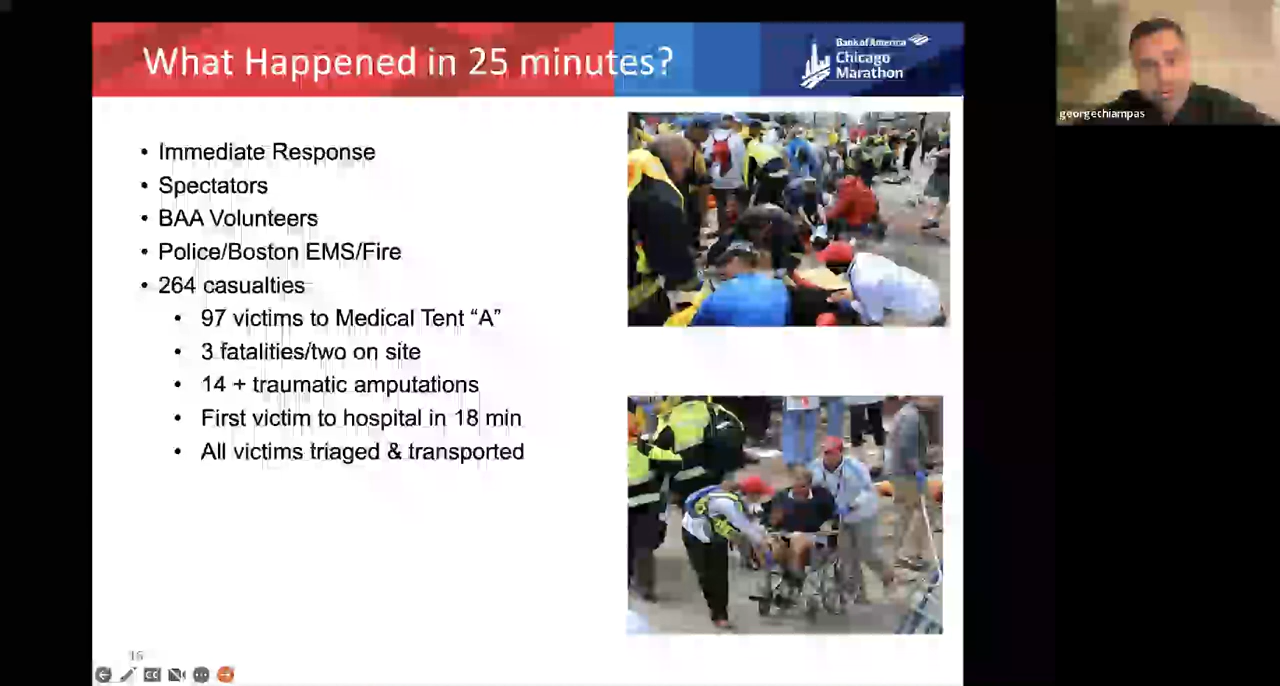 What Happened in 25 minutes?
Bank of America
Chicago
Marathon
georgechiampas
• Immediate Response
• Spectators
• BAA Volunteers
• Police/Boston EMS/Fire
• 264 casualties
• 97 victims to Medical Tent “A”
• 3 fatalities/two on site
• 14 + traumatic amputations
• First victim to hospital in 18 min
• All victims triaged & transported
16
CC